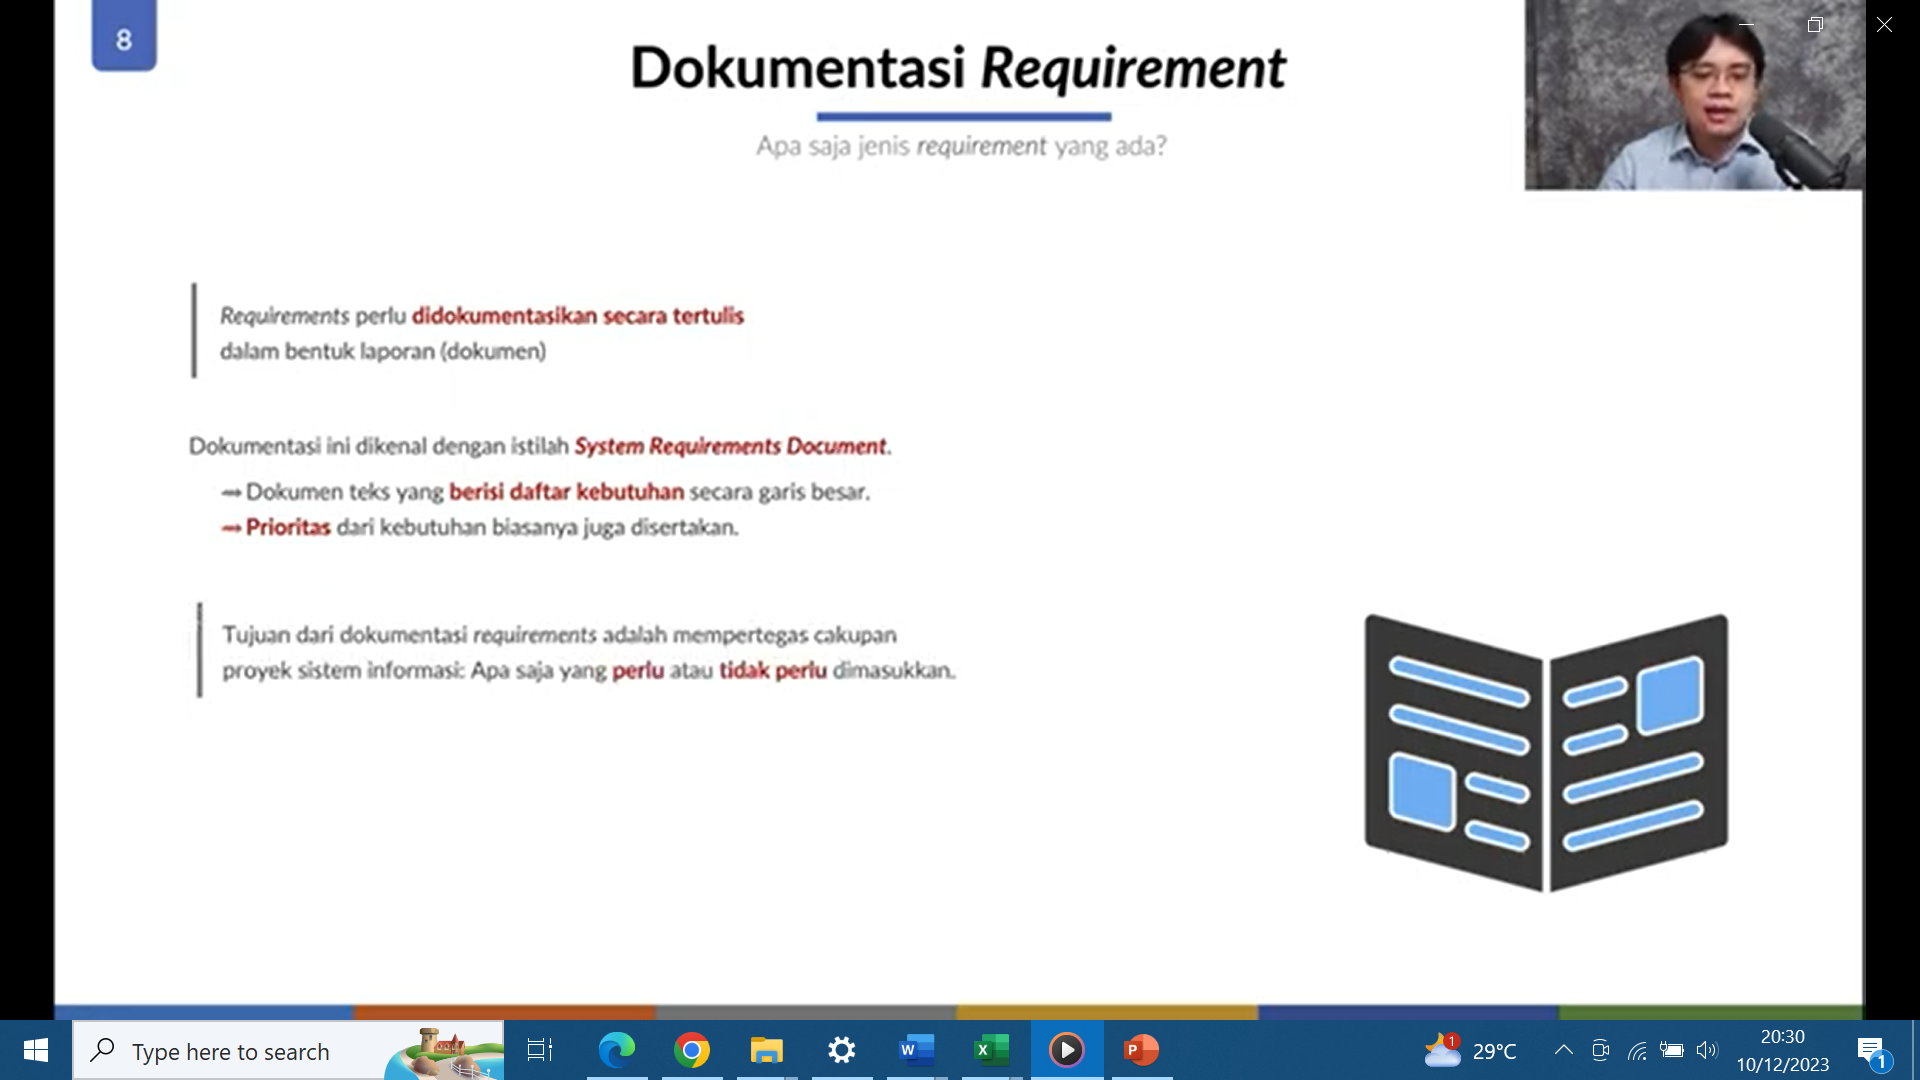 8
Dokumentasi Requirement
Apa saja jenis requirement yang ada?
Requirements perlu didokumentasikan secara tertulis
dalam bentuk laporan (dokumen)
Dokumentasi ini dikenal dengan istilah System Requirements Document.
→ Dokumen teks yang berisi daftar kebutuhan secara garis besar.
→ Prioritas dari kebutuhan biasanya juga disertakan.
Tujuan dari dokumentasi requirements adalah mempertegas cakupan
proyek sistem informasi: Apa saja yang perlu atau tidak perlu dimasukkan.
Type here to search
W
X
P
1
29°C
20:30
10/12/2023
1